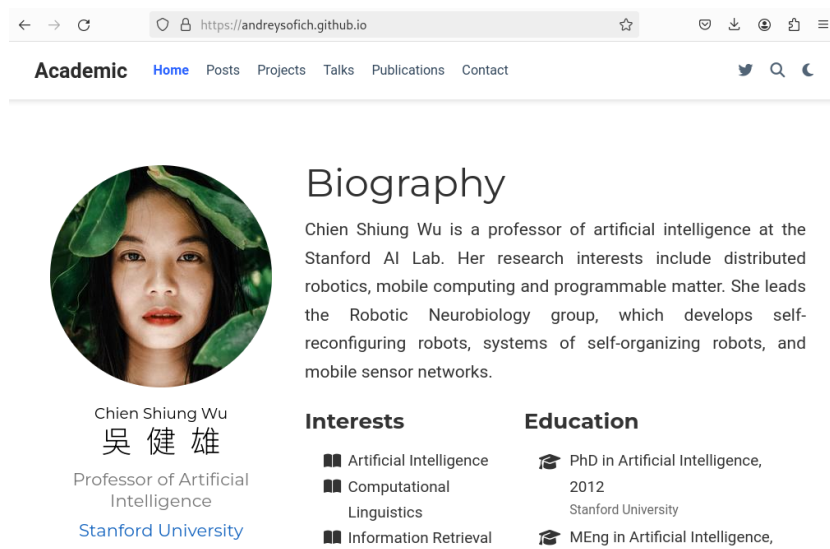 https://andreysofich.github.io
Academic Home Posts Projects Talks Publications Contact
Biography
Chien Shiung Wu is a professor of artificial intelligence at the
Stanford AI Lab. Her research interests include distributed
robotics, mobile computing and programmable matter. She leads
the Robotic Neurobiology group, which develops self-
reconfiguring robots, systems of self-organizing robots, and
mobile sensor networks.
Chien Shiung Wu
吳健雄
Professor of Artificial
Intelligence
Stanford University
Interests
Artificial Intelligence
Computational
Linguistics
Information Retrieval
Education
PhD in Artificial Intelligence,
2012
Stanford University
MEng in Artificial Intelligence,